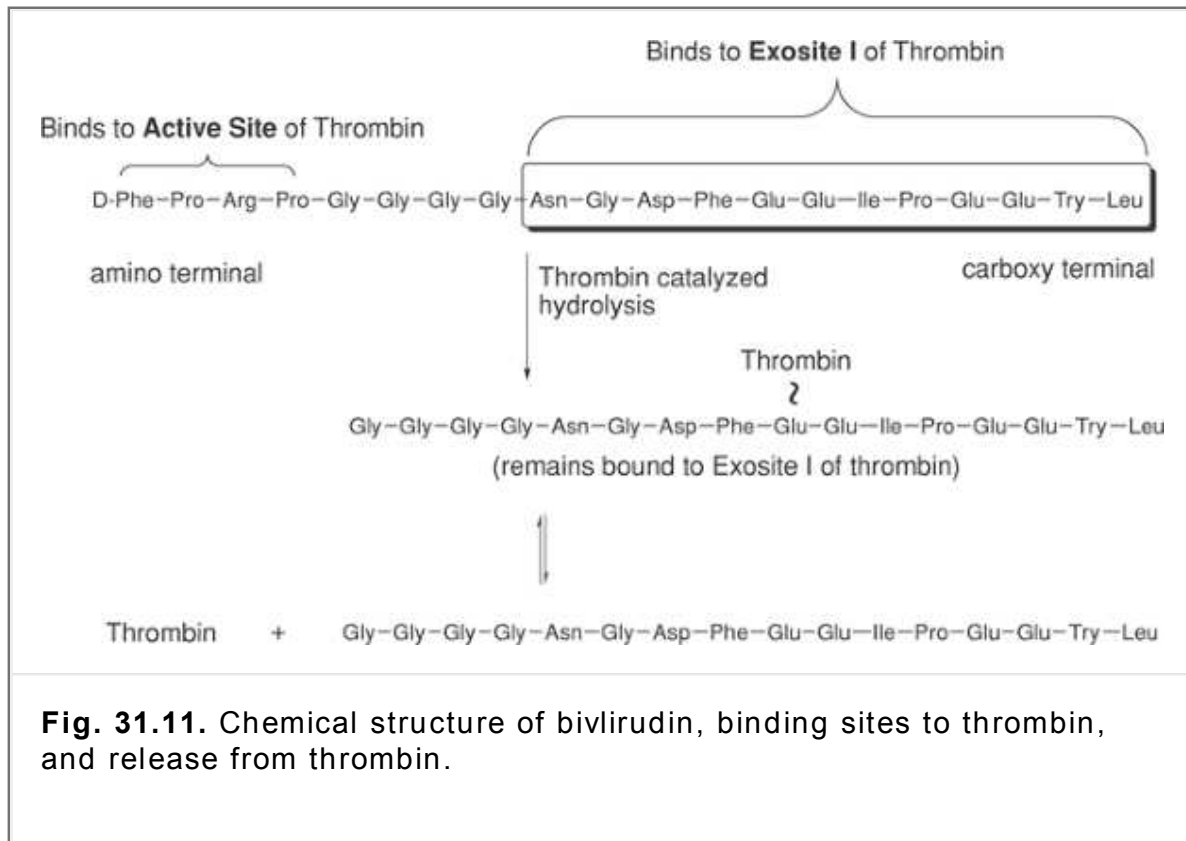 Binds to Exosite I of Thrombin
Binds to Active Site of Thrombin
D-Phe–Pro–Arg–Pro–Gly–Gly–Gly–Gly–Asn–Gly–Asp–Phe–Glu–Glu–Ile–Pro–Glu–Glu–Try–Leu
amino terminal
carboxy terminal
Thrombin catalyzed
hydrolysis
Thrombin
Gly–Gly–Gly–Gly–Asn–Gly–Asp–Phe–Glu–Glu–Ile–Pro–Glu–Glu–Try–Leu
(remains bound to Exosite I of thrombin)
Thrombin + Gly–Gly–Gly–Gly–Asn–Gly–Asp–Phe–Glu–Glu–Ile–Pro–Glu–Glu–Try–Leu
Fig. 31.11. Chemical structure of bivlirudin, binding sites to thrombin,
and release from thrombin.